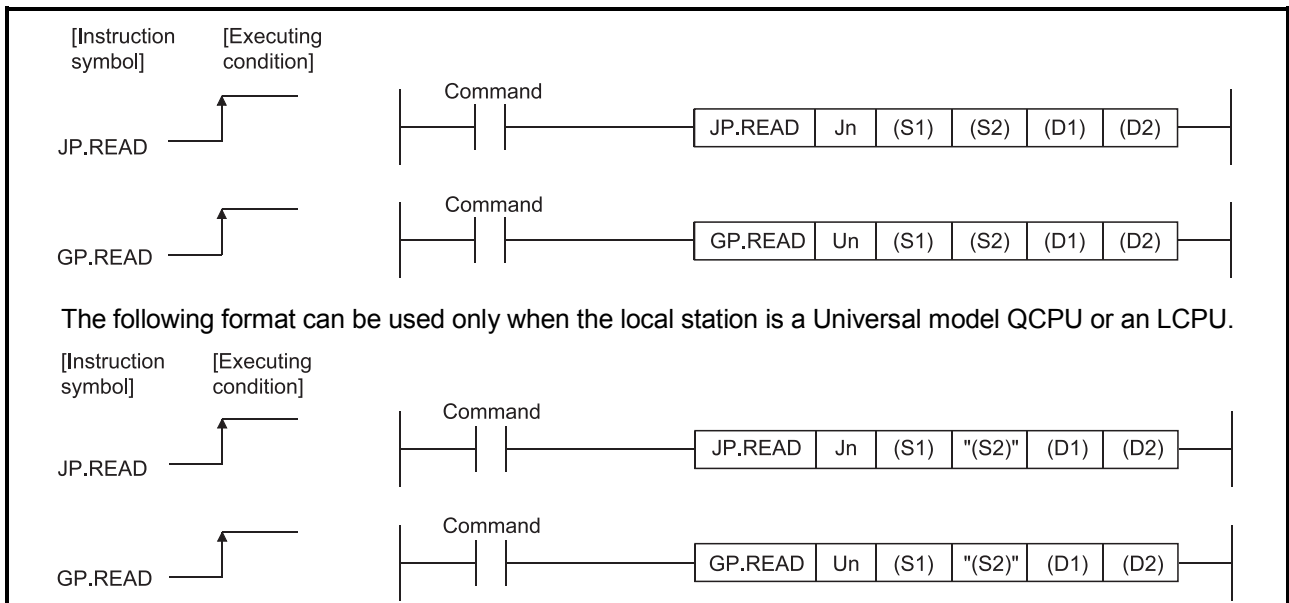 [Instruction symbol] [Executing condition]
Command
JP.READ
JP.READ Jn (S1) (S2) (D1) (D2)
Command
GP.READ
GP.READ Un (S1) (S2) (D1) (D2)
The following format can be used only when the local station is a Universal model QCPU or an LCPU.
[Instruction symbol] [Executing condition]
Command
JP.READ
JP.READ Jn (S1) "(S2)" (D1) (D2)
Command
GP.READ
GP.READ Un (S1) "(S2)" (D1) (D2)